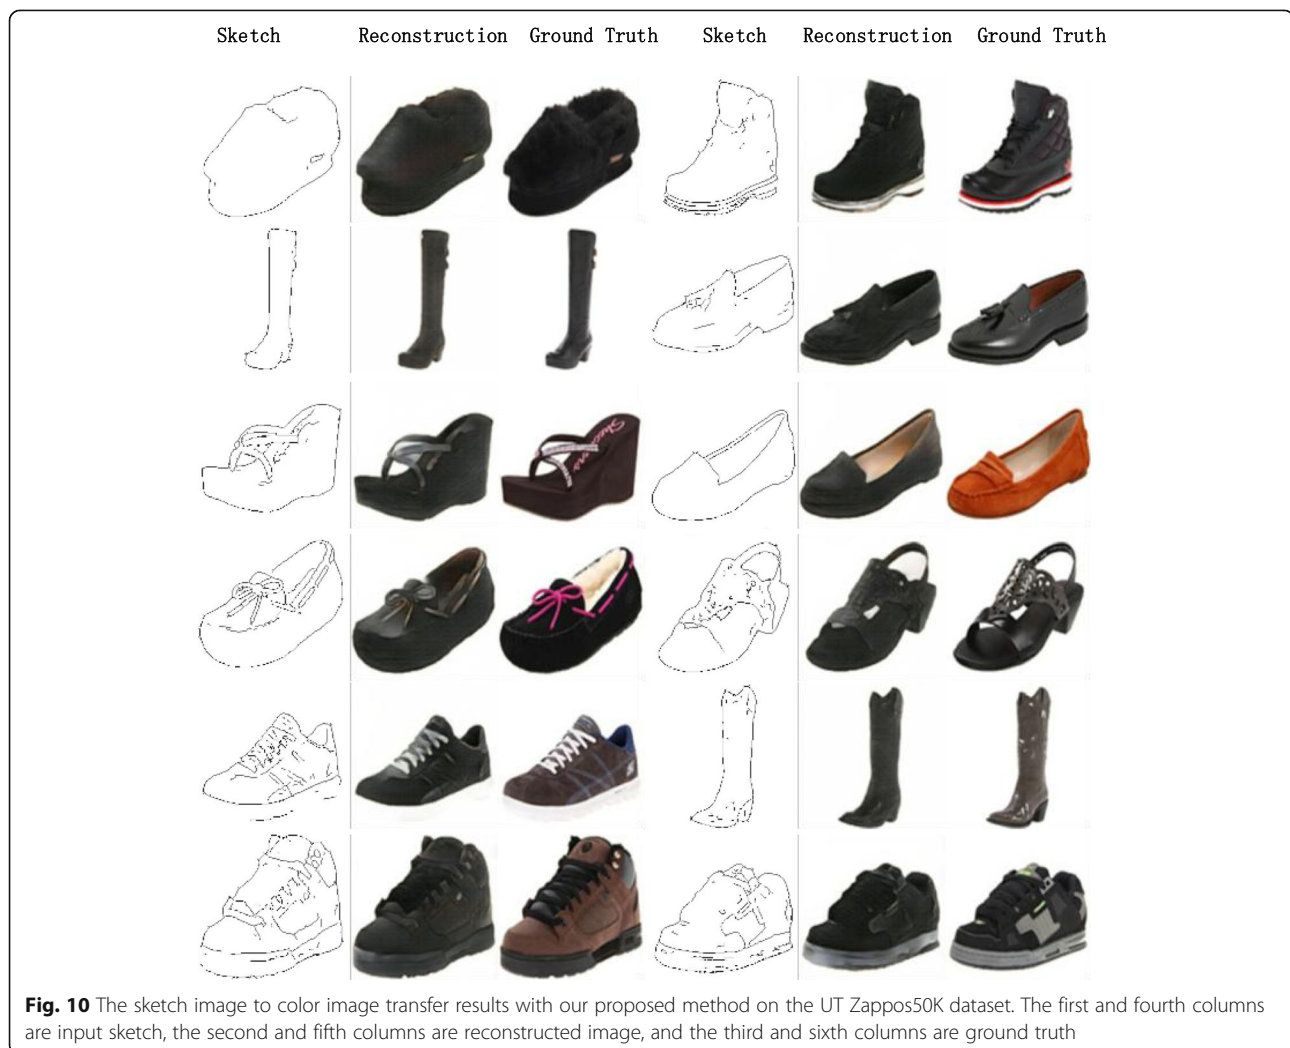 Sketch Reconstruction Ground Truth Sketch Reconstruction Ground Truth
Fig. 10 The sketch image to color image transfer results with our proposed method on the UT Zappos50K dataset. The first and fourth columns
are input sketch, the second and fifth columns are reconstructed image, and the third and sixth columns are ground truth